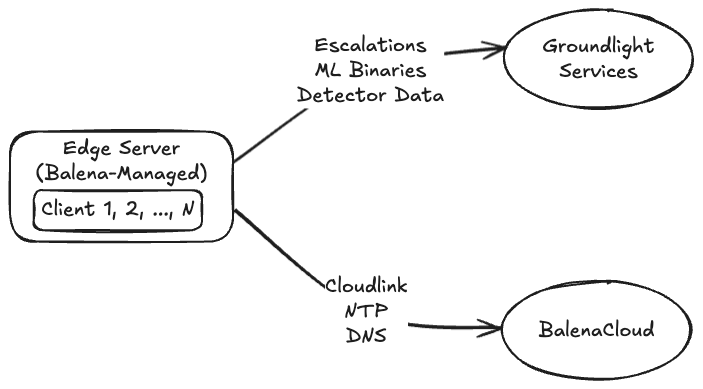 Escalations
ML Binaries
Detector Data
Groundlight
Services
Edge Server
(Balena-Managed)
Client 1, 2, ..., N
Cloudlink
NTP
DNS
BalenaCloud